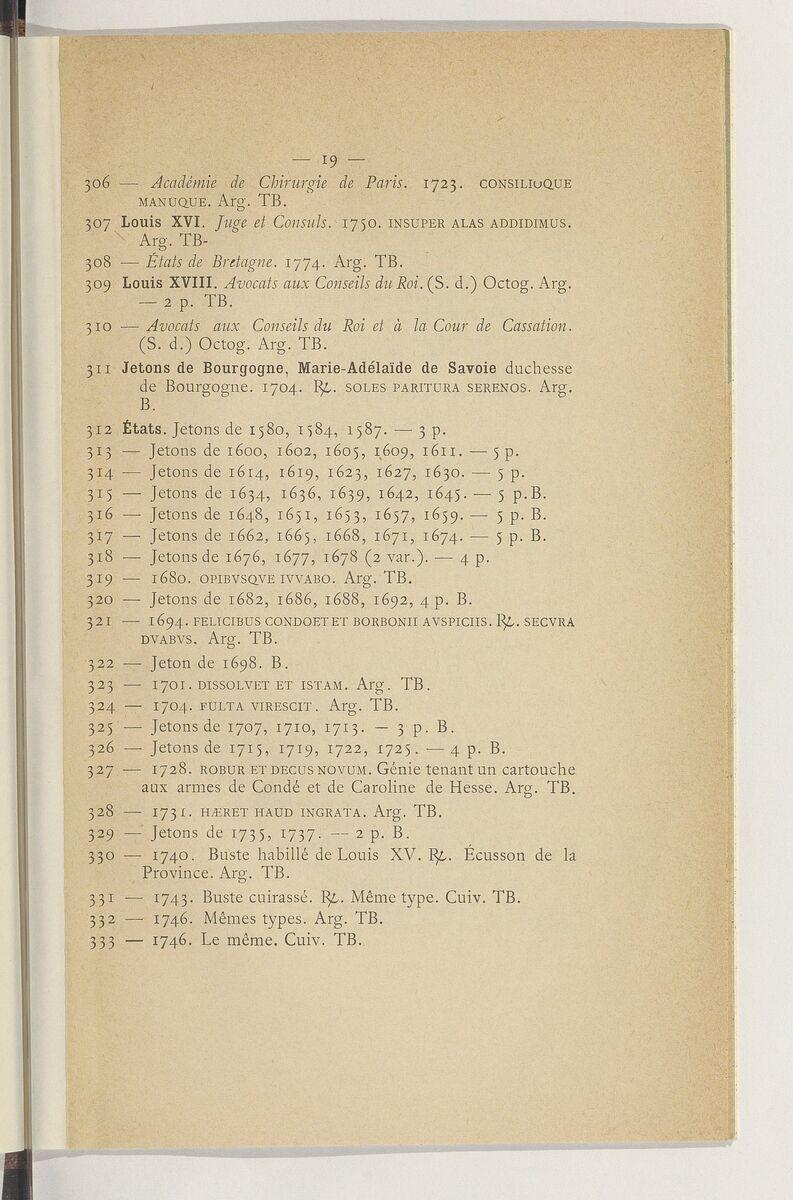 — 19 —
306 — Académie de Chirurgie de Paris. 1723. CONSILIOQUE
MANUQUE. Arg. TB.
307 Louis XVI. Juge et Consuls. 1750. INSUPER ALAS ADDIDIMUS.
Arg. TB-
308 — États de Bretagne. 1774. Arg. TB.
309 Louis XVIII. Avocats aux Conseils du Roi. (S. d.) Octog. Arg.
— 2 p. TB.
310 — Avocats aux Conseils du Roi et à la Cour de Cassation.
(S. d.) Octog. Arg. TB.
311 Jetons de Bourgogne, Marie-Adélaïde de Savoie duchesse
de Bourgogne. 1704. ℞. SOLES PARITURA SERENOS. Arg.
B.
312 États. Jetons de 1580, 1584, 1587. — 3 p.
313 — Jetons de 1600, 1602, 1605, 1609, 1611. — 5 p.
314 — Jetons de 1614, 1619, 1623, 1627, 1630. — 5 p.
315 — Jetons de 1634, 1636, 1639, 1642, 1645. — 5 p. B.
316 — Jetons de 1648, 1651, 1653, 1657, 1659. — 5 p. B.
317 — Jetons de 1662, 1665, 1668, 1671, 1674. — 5 p. B.
318 — Jetons de 1676, 1677, 1678 (2 var.). — 4 p.
319 — 1680. OPIBVSQVE IVVABO. Arg. TB.
320 — Jetons de 1682, 1686, 1688, 1692, 4 p. B.
321 — 1694. FELICIBUS CONDOET ET BORBONII AVSPICIIS. ℞. SECVRA
DVABVS. Arg. TB.
322 — Jeton de 1698. B.
323 — 1701. DISSOLVET ET ISTAM. Arg. TB.
324 — 1704. FULTA VIRESCIT. Arg. TB.
325 — Jetons de 1707, 1710, 1713. — 3 p. B.
326 — Jetons de 1715, 1719, 1722, 1725. — 4 p. B.
327 — 1728. ROBUR ET DECUS NOVUM. Génie tenant un cartouche
aux armes de Condé et de Caroline de Hesse. Arg. TB.
328 — 1731. HÆRET HAUD INGRATA. Arg. TB.
329 — Jetons de 1735, 1737. — 2 p. B.
330 — 1740. Buste habillé de Louis XV. ℞. Écusson de la
Province. Arg. TB.
331 — 1743. Buste cuirassé. ℞. Même type. Cuiv. TB.
332 — 1746. Mêmes types. Arg. TB.
333 — 1746. Le même. Cuiv. TB.